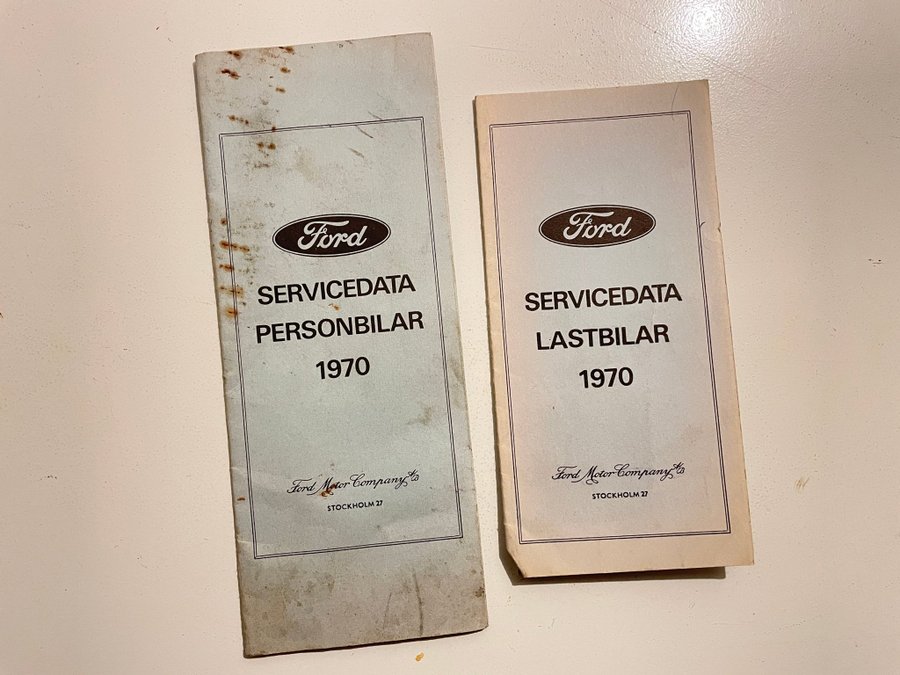 Ford
SERVICEDATA
PERSONBILAR
1970
Ford Motor Company AB
STOCKHOLM 27
Ford
SERVICEDATA
LASTBILAR
1970
Ford Motor Company AB
STOCKHOLM 27